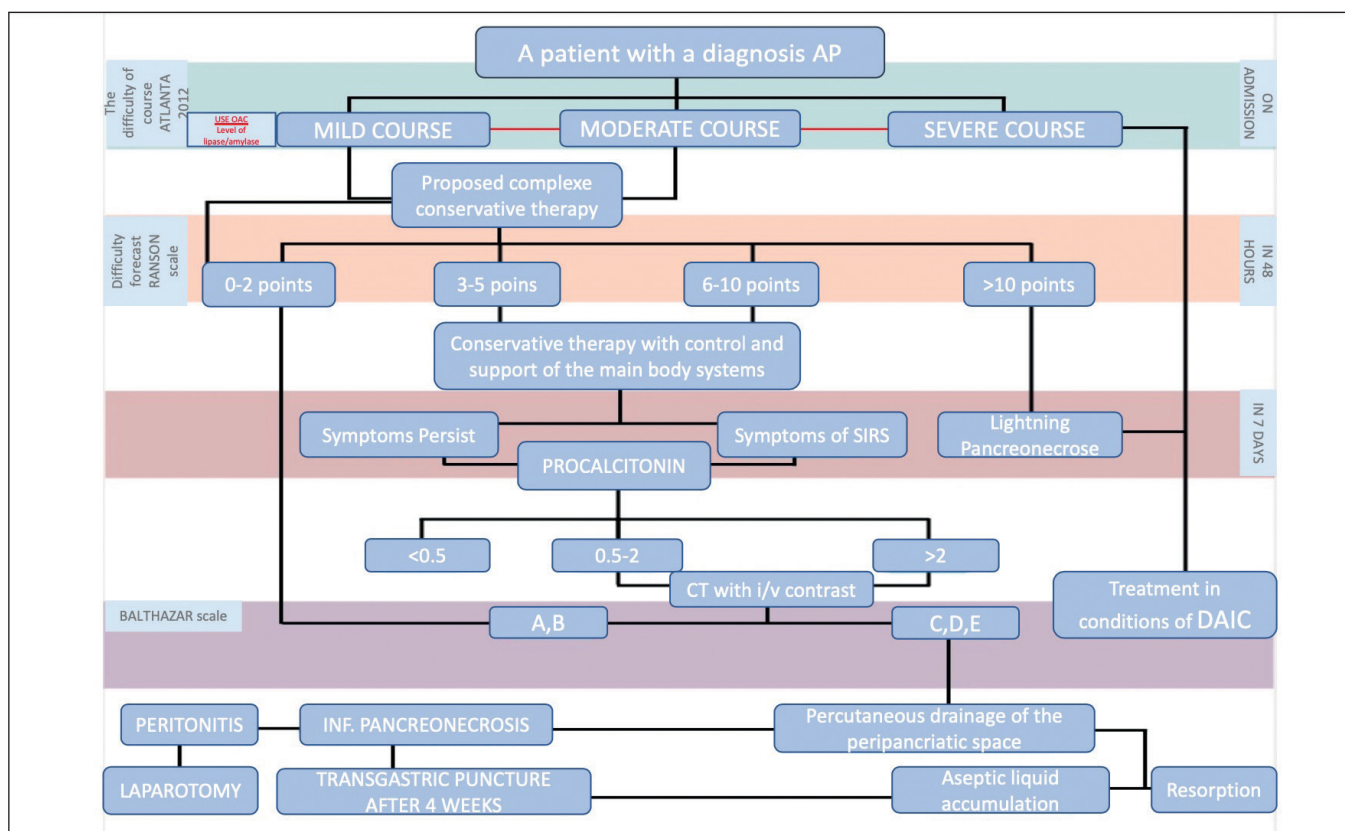 A patient with a diagnosis AP
The
difficulty of
course
ATLANTA
2012
ON
ADMISSION
USE OAC
Level of
lipase/amylase
MILD COURSE
MODERATE COURSE
SEVERE COURSE
Proposed complexe
conservative therapy
Difficulty
forecast
RANSON
scale
IN 48
HOURS
0-2 points
3-5 poins
6-10 points
>10 points
Conservative therapy with control and
support of the main body systems
IN 7 DAYS
Symptoms Persist
Symptoms of SIRS
Lightning
Pancreonecrose
PROCALCITONIN
<0.5
0.5-2
>2
CT with i/v contrast
Treatment in
conditions of DAIC
BALTHAZAR scale
A,B
C,D,E
PERITONITIS
INF. PANCREONECROSIS
Percutaneous drainage of the
peripancriatic space
LAPAROTOMY
TRANSGASTRIC PUNCTURE
AFTER 4 WEEKS
Aseptic liquid
accumulation
Resorption